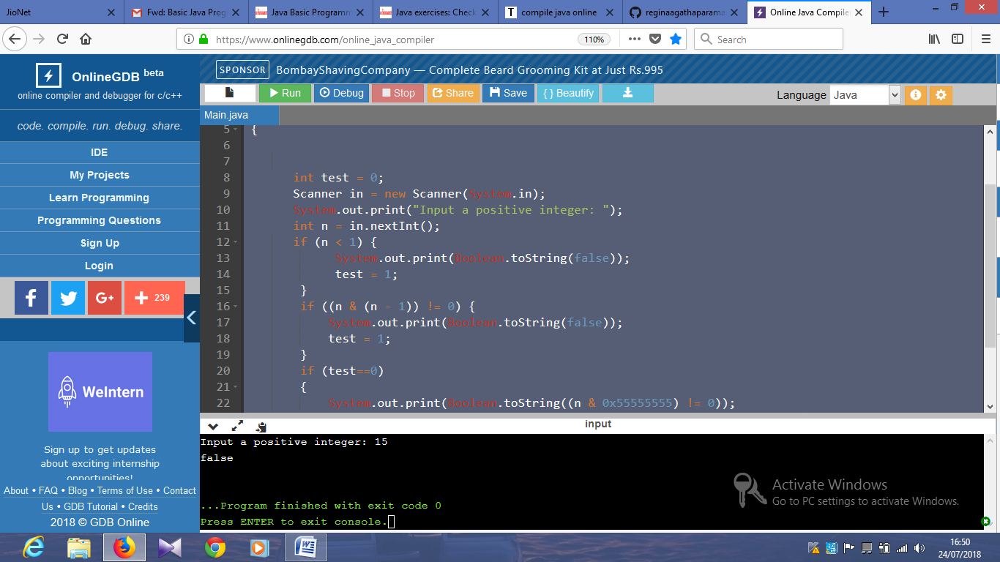 JioNet
Fwd: Basic Java Prog
Java Basic Programm
Java exercises: Check
compile java online
reginaagathaparama
Online Java Compiler
https://www.onlinegdb.com/online_java_compiler
110%
Search
OnlineGDB beta
online compiler and debugger for c/c++
code. compile. run. debug. share.
IDE
My Projects
Learn Programming
Programming Questions
Sign Up
Login
239
WeIntern
Sign up to get updates
about exciting internship
opportunities!
About • FAQ • Blog • Terms of Use • Contact
Us • GDB Tutorial • Credits
2018 © GDB Online
SPONSOR BombayShavingCompany — Complete Beard Grooming Kit at Just Rs.995
Run Debug Stop Share Save { } Beautify Language Java
Main.java
5 {
6
7
8 int test = 0;
9 Scanner in = new Scanner(System.in);
10 System.out.print("Input a positive integer: ");
11 int n = in.nextInt();
12 if (n < 1) {
13 System.out.print(Boolean.toString(false));
14 test = 1;
15 }
16 if ((n & (n - 1)) != 0) {
17 System.out.print(Boolean.toString(false));
18 test = 1;
19 }
20 if (test==0)
21 {
22 System.out.print(Boolean.toString((n & 0x55555555) != 0));
input
Input a positive integer: 15
false
...Program finished with exit code 0
Press ENTER to exit console.
Activate Windows
Go to PC settings to activate Windows.
16:50
24/07/2018